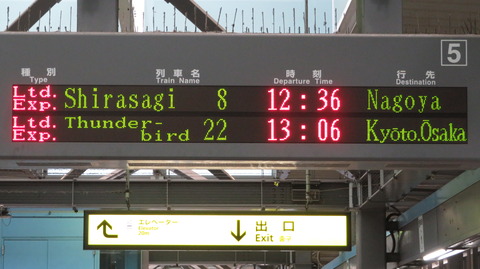 5
種別 列車名 時刻 行先
Type Train Name Departure Time Destination
Ltd. Exp. Shirasagi 8 12:36 Nagoya
Ltd. Exp. Thunder-bird 22 13:06 Kyōto.Ōsaka
エレベーター 出口
Elevator Exit